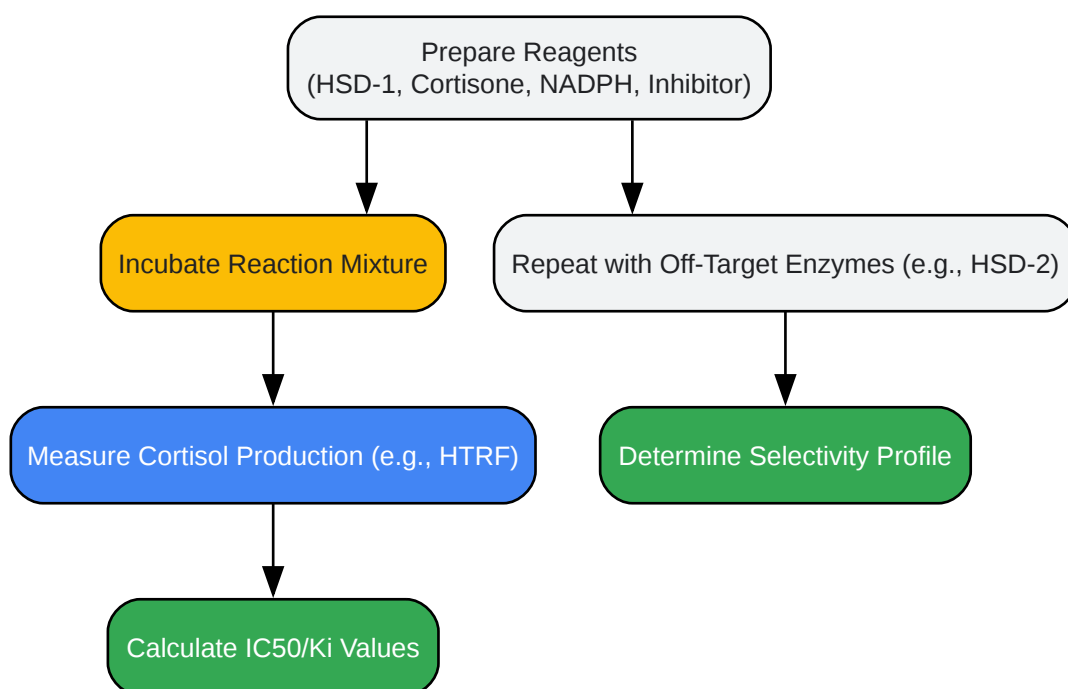 Prepare Reagents
(HSD-1, Cortisone, NADPH, Inhibitor)
Incubate Reaction Mixture
Repeat with Off-Target Enzymes (e.g., HSD-2)
Measure Cortisol Production (e.g., HTRF)
Determine Selectivity Profile
Calculate IC50/Ki Values